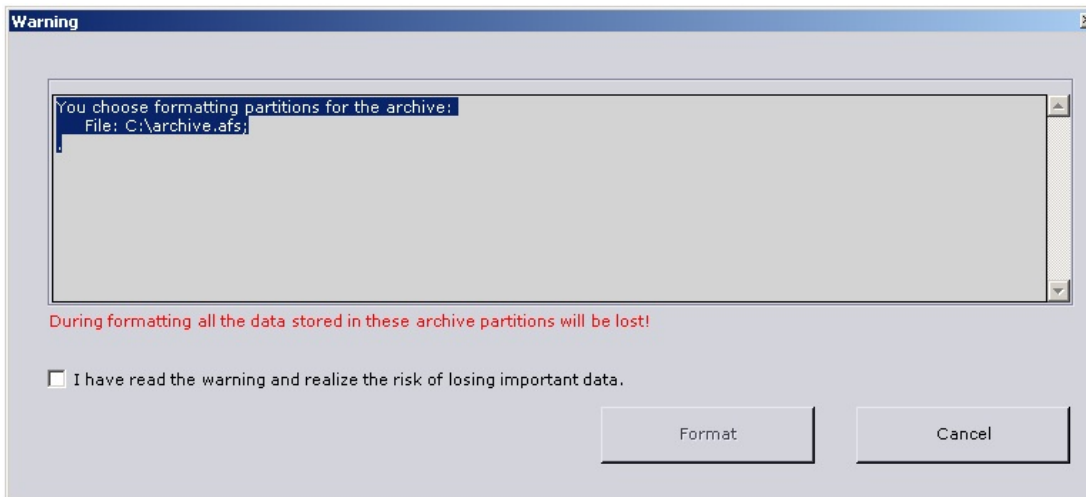 Warning
You choose formatting partitions for the archive:
File: C:\archive.afs;
.
During formatting all the data stored in these archive partitions will be lost!
I have read the warning and realize the risk of losing important data.
Format
Cancel